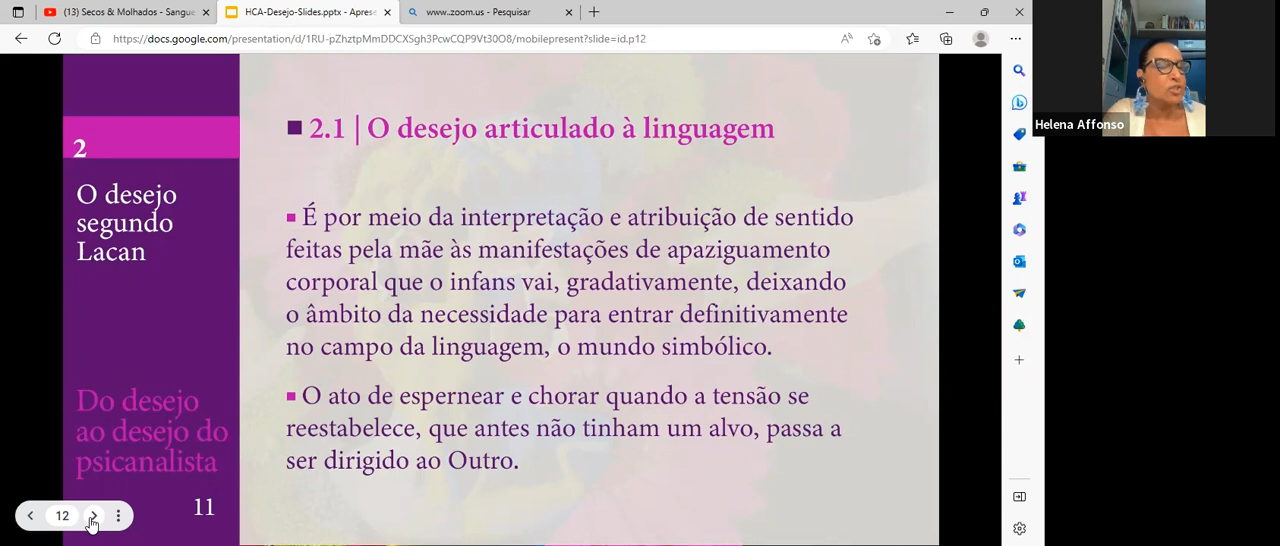 (13) Secos & Molhados - Sangue
HCA-Desejo-Slides.pptx - Aprese
www..zoom.us - Pesquisar
https://docs.google.com/presentation/d/1RU-pZhztpMmDDCXSgh3PcwCQP9Vt30O8/mobilepresent?slide=id.p12
2
O desejo
segundo
Lacan
Do desejo
ao desejo do
psicanalista
11
12
2.1 | O desejo articulado à linguagem
É por meio da interpretação e atribuição de sentido
feitas pela mãe às manifestações de apaziguamento
corporal que o infans vai, gradativamente, deixando
o âmbito da necessidade para entrar definitivamente
no campo da linguagem, o mundo simbólico.
O ato de espernear e chorar quando a tensão se
reestabelece, que antes não tinham um alvo, passa a
ser dirigido ao Outro.
Helena Affonso